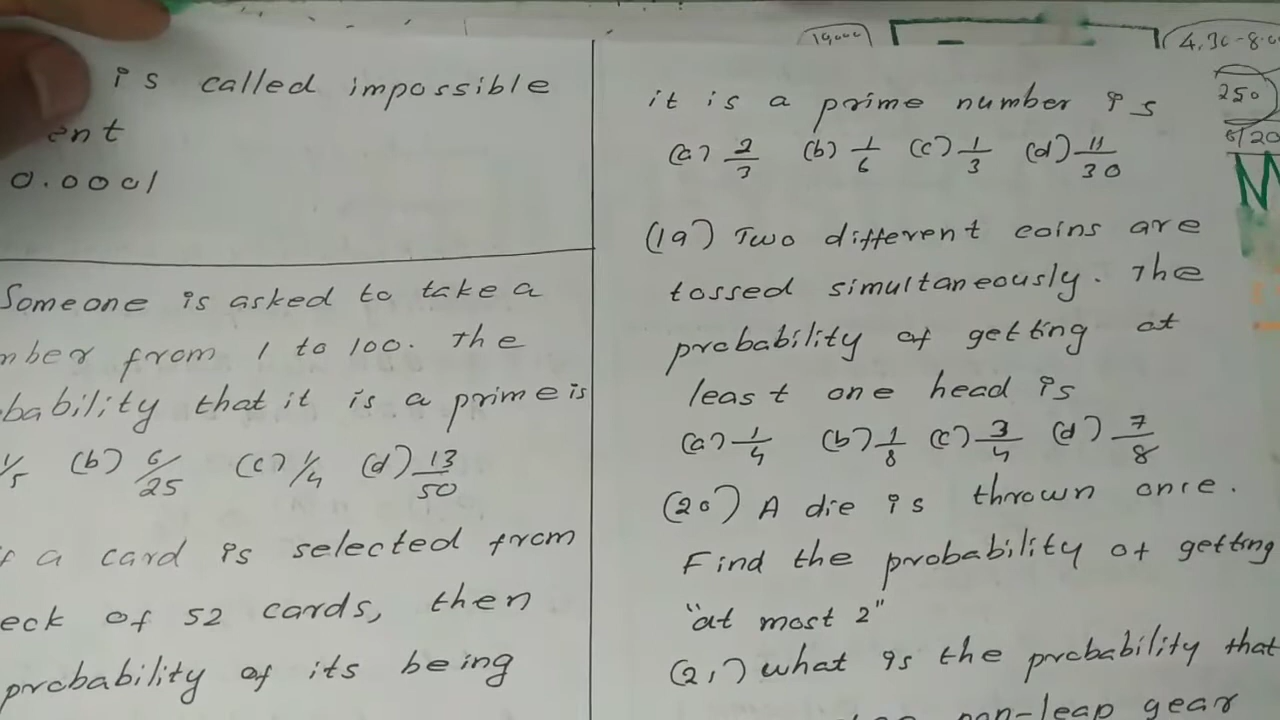 is called impossible
ent
0.0001
Someone is asked to take a
mber from 1 to 100. The
bability that it is a prime is
1/5 (b) 6/25 (c) 1/4 (d) 13/50
f a card is selected from
eck of 52 cards, then
probability of its being
19000
4.30-8.0
250
it is a prime number is
(a) 2/3 (b) 1/6 (c) 1/3 (d) 11/30
(19) Two different coins are
tossed simultaneously. The
probability of getting at
least one head is
(a) 1/4 (b) 1/8 (c) 3/4 (d) 7/8
(20) A die is thrown once.
Find the probability of getting
"at most 2"
(21) what is the probability that
non-leap year
M